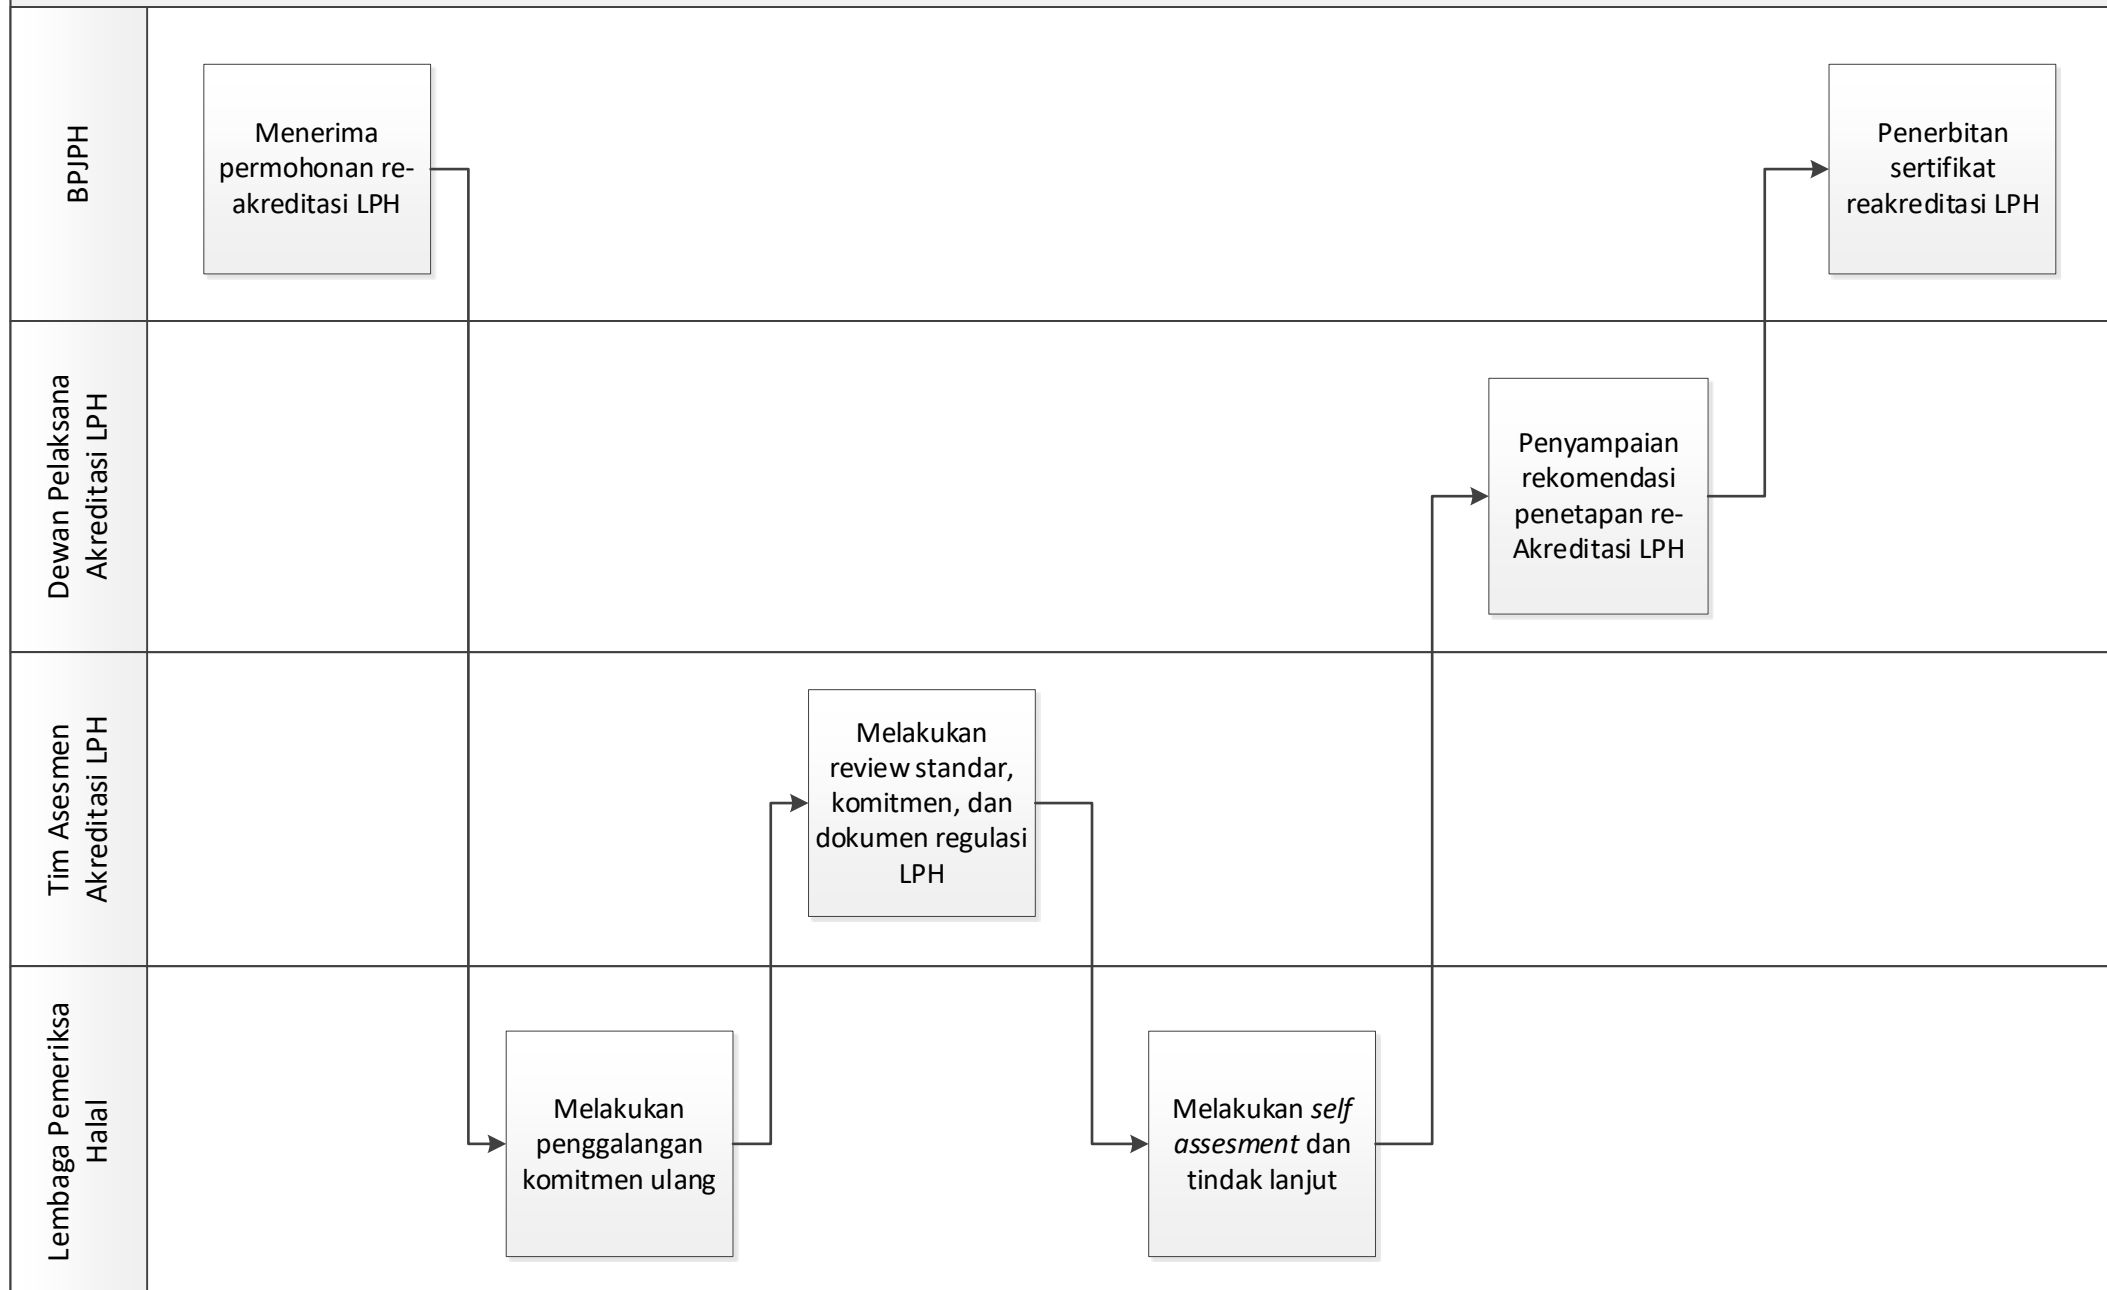 BPJPH
Menerima
permohonan re-
akreditasi LPH
Penerbitan
sertifikat
reakreditasi LPH
Dewan Pelaksana
Akreditasi LPH
Penyampaian
rekomendasi
penetapan re-
Akreditasi LPH
Tim Asesmen
Akreditasi LPH
Melakukan
review standar,
komitmen, dan
dokumen regulasi
LPH
Lembaga Pemeriksa
Halal
Melakukan
penggalangan
komitmen ulang
Melakukan self
assesment dan
tindak lanjut